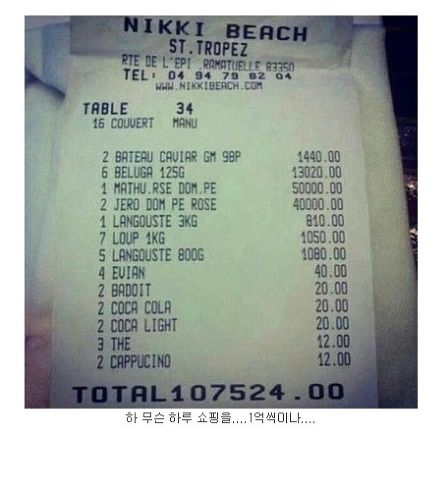 NIKKI BEACH
ST.TROPEZ
RTE DE L'EPI ,RAMATUELLE 83350
TEL: 04 94 79 82 04
WWW.NIKKIBEACH.COM
TABLE 34
16 COUVERT MANU
2 BATEAU CAVIAR GM 98P 1440.00
6 BELUGA 125G 13020.00
1 MATHU.RSE DOM.PE 50000.00
2 JERO DOM PE ROSE 40000.00
1 LANGOUSTE 3KG 810.00
7 LOUP 1KG 1050.00
5 LANGOUSTE 800G 1080.00
4 EVIAN 40.00
2 BADOIT 20.00
2 COCA COLA 20.00
2 COCA LIGHT 20.00
3 THE 12.00
2 CAPPUCINO 12.00
TOTAL107524.00
하 무슨 하루 쇼핑을....1억씩이나....